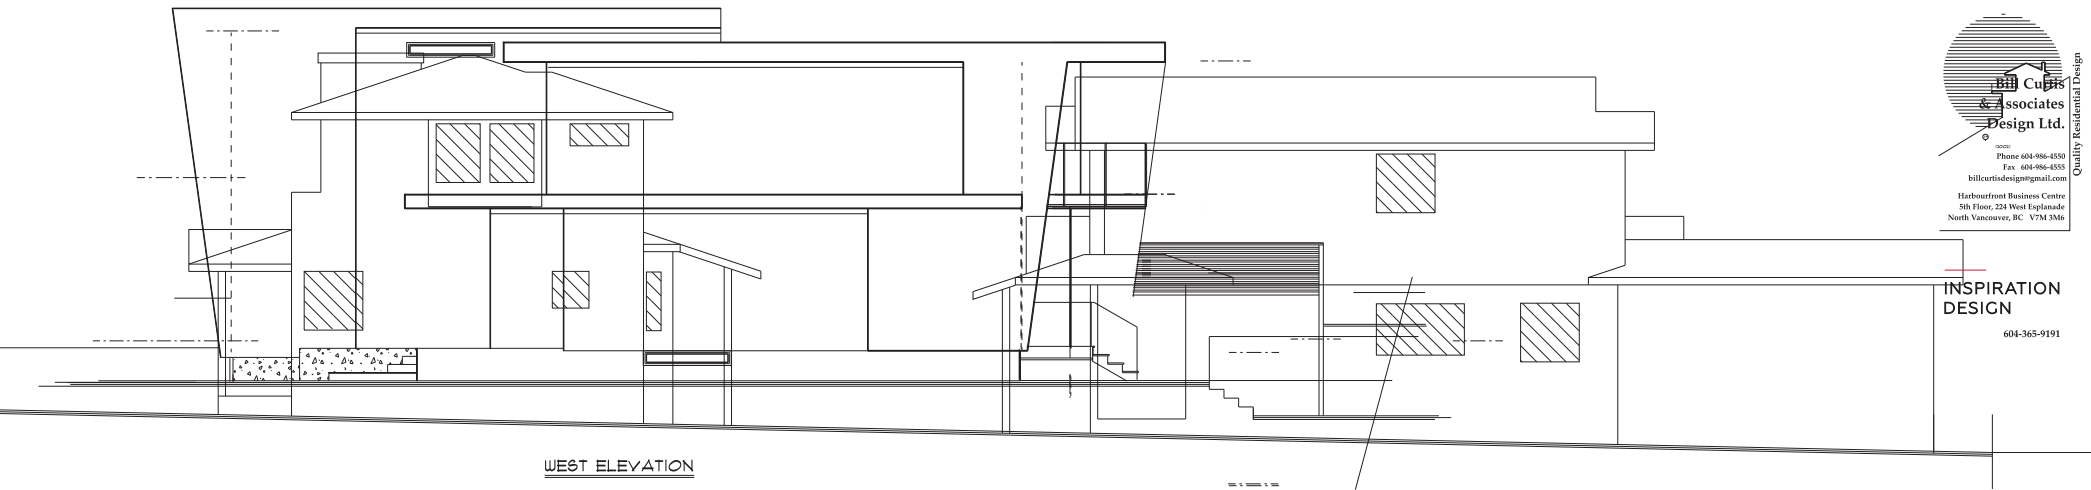 Bill Curtis
& Associates
Design Ltd.
Quality Residential Design
Phone 604-986-4550
Fax 604-986-4555
billcurtisdesign@gmail.com
Harbourfront Business Centre
5th Floor, 224 West Esplanade
North Vancouver, BC V7M 3M6
INSPIRATION
DESIGN
604-365-9191
WEST ELEVATION